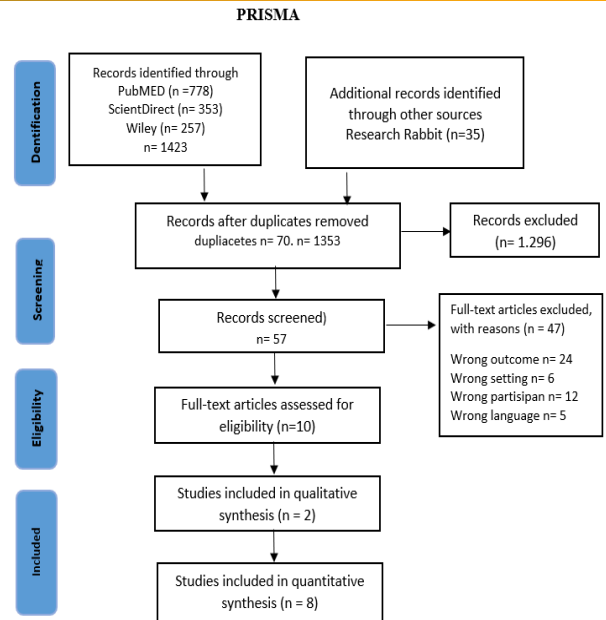 PRISMA
Dentification
Records identified through
PubMED (n =778)
ScientDirect (n= 353)
Wiley (n= 257)
n= 1423
Additional records identified
through other sources
Research Rabbit (n=35)
Records after duplicates removed
dupliacetes n= 70. n= 1353
Records excluded
(n= 1.296)
Screening
Records screened)
n= 57
Full-text articles excluded,
with reasons (n = 47)
Wrong outcome n= 24
Wrong setting n= 6
Wrong partisipan n= 12
Wrong language n= 5
Eligibility
Full-text articles assessed for
eligibility (n=10)
Studies included in qualitative
synthesis (n = 2)
Included
Studies included in quantitative
synthesis (n = 8)